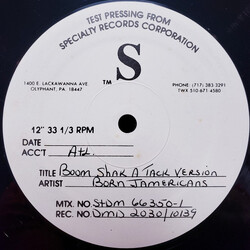 TEST PRESSING FROM
SPECIALTY RECORDS CORPORATION
S
TM
1400 E. LACKAWANNA AVE
OLYPHANT, PA. 18447
PHONE: (717) 383 3291
TWX 510-671 4580
12" 33 1/3 RPM
DATE
ACC'T Atl.
TITLE Boom Shak A Tack Version
ARTIST Born Jamericans
MTX. NO. STDM 66350-1
REC. NO. DMD 2030/10139